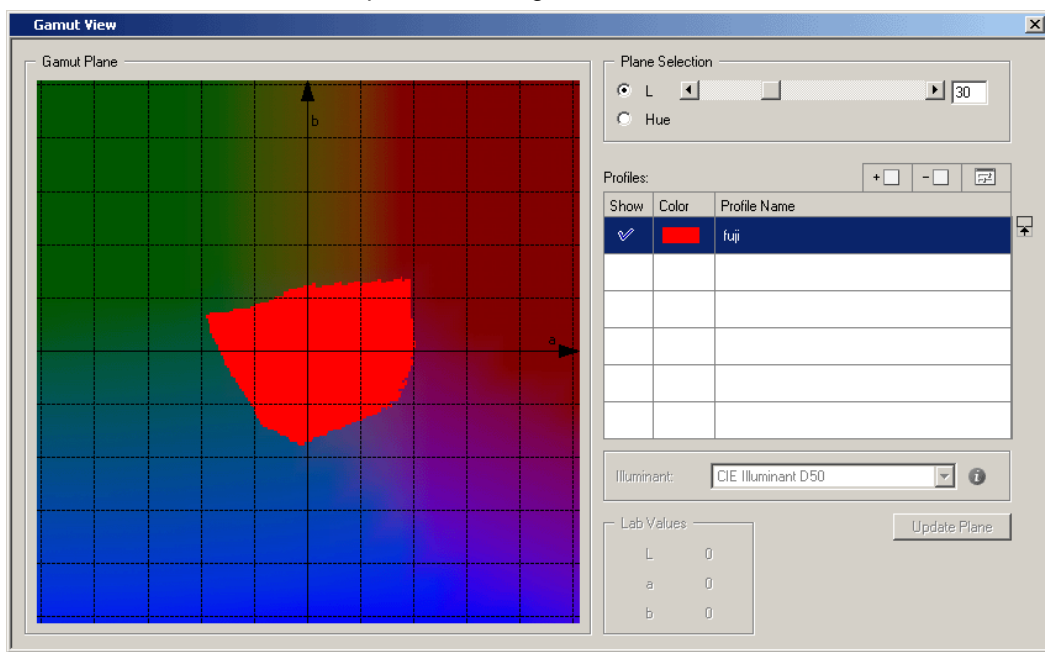 Gamut View
Gamut Plane
b
a
Plane Selection
L 30
Hue
Profiles:
Show Color Profile Name
fuji
Illuminant: CIE Illuminant D50
Lab Values
L 0
a 0
b 0
Update Plane